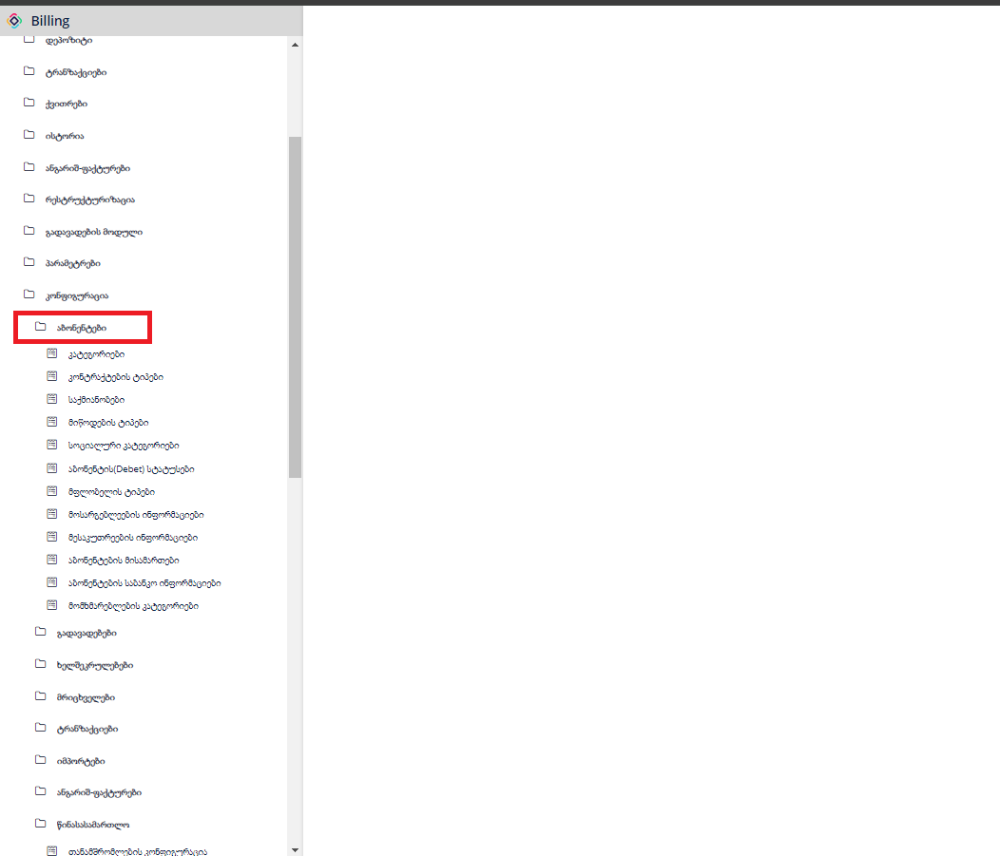 Billing
დეპოზიტი
ტრანზაქციები
ქვითრები
ისტორია
ანგარიშ-ფაქტურები
რესტრუქტურიზაცია
გადავადების მოდული
პარამეტრები
კონფიგურაცია
აბონენტები
კატეგორიები
კონტრაქტების ტიპები
საქმიანობები
მიწოდების ტიპები
სოციალური კატეგორიები
აბონენტის(Debet) სტატუსები
მფლობელის ტიპები
მოსარგებლეების ინფორმაციები
მესაკუთრეების ინფორმაციები
აბონენტების მისამართები
აბონენტების საბანკო ინფორმაციები
მომხმარებლების კატეგორიები
გადავადებები
ხელშეკრულებები
მრიცხველები
ტრანზაქციები
იმპორტები
ანგარიშ-ფაქტურები
წინასასამართლო
თანამშრომლების კონფიგურაცია